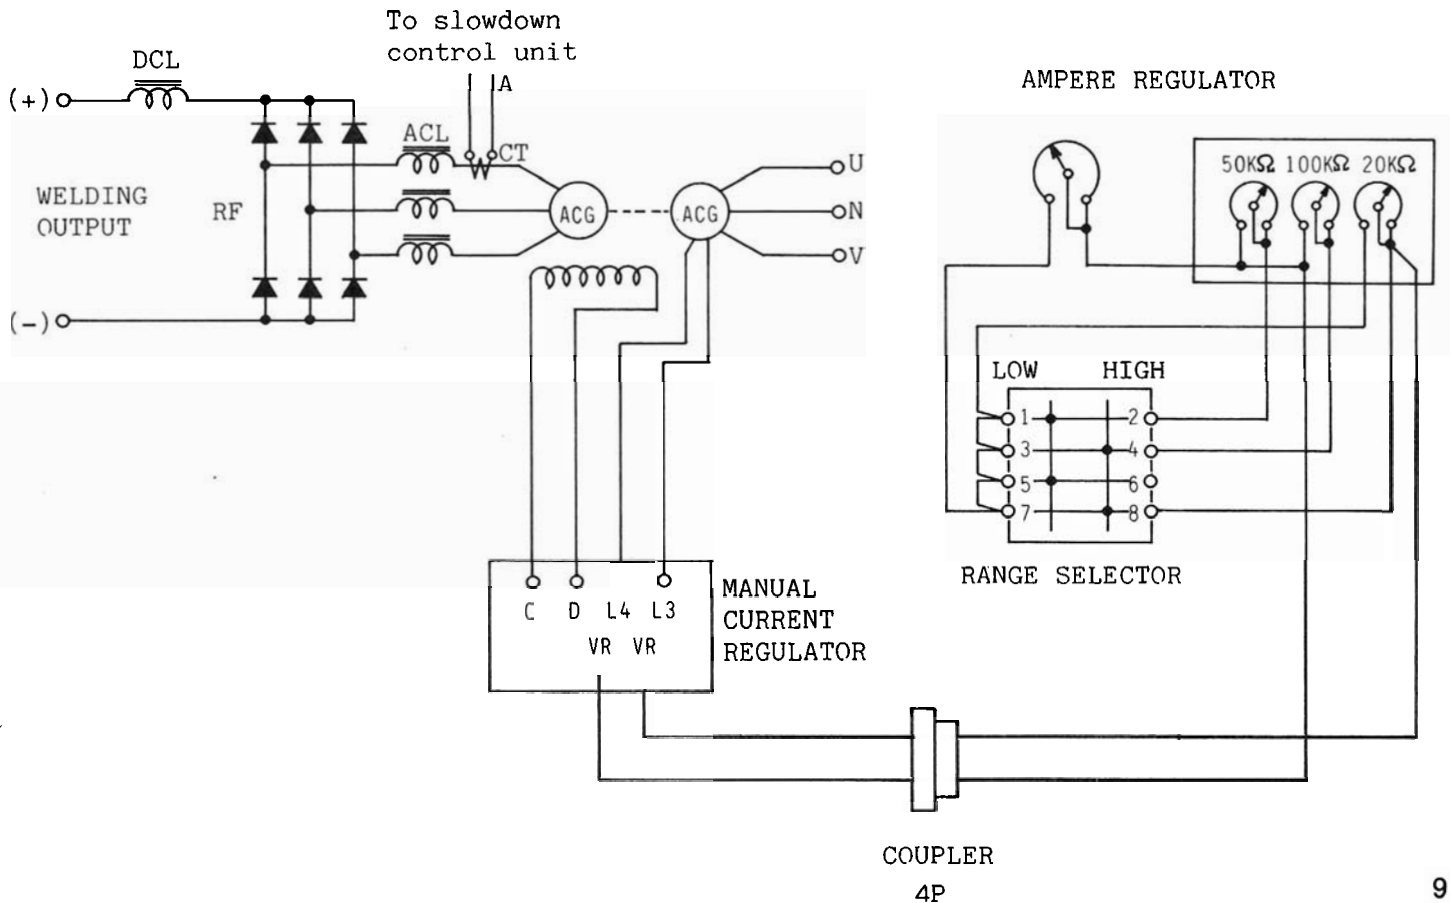 To slowdown
control unit
DCL
A
(+)
ACL
CT
U
WELDING
OUTPUT
RF
ACG
ACG
N
V
(-)
AMPERE REGULATOR
50KΩ 100KΩ 20KΩ
LOW HIGH
1 2
3 4
5 6
7 8
RANGE SELECTOR
C D L4 L3
VR VR
MANUAL
CURRENT
REGULATOR
COUPLER
4P
9